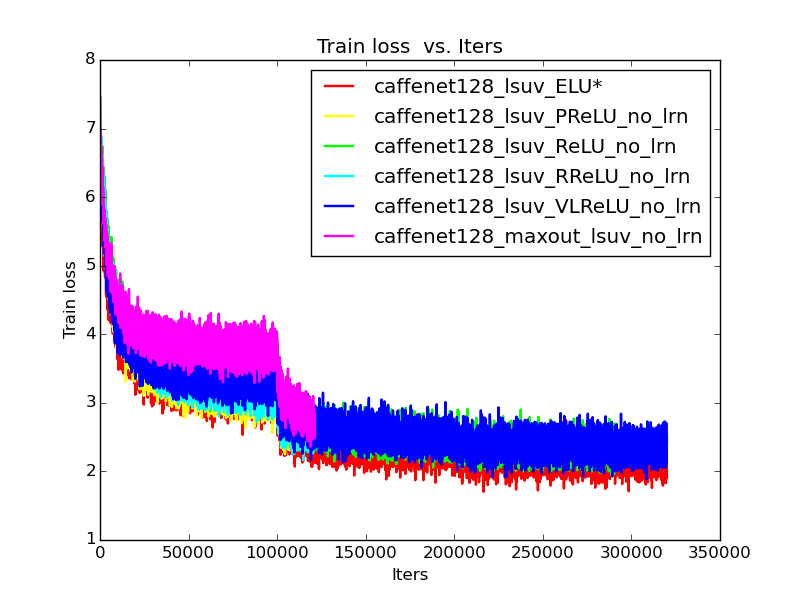 Train loss  vs. Iters
8
7
6
5
4
3
2
1
Train loss
caffenet128_lsuv_ELU*
caffenet128_lsuv_PReLU_no_lrn
caffenet128_lsuv_ReLU_no_lrn
caffenet128_lsuv_RReLU_no_lrn
caffenet128_lsuv_VLReLU_no_lrn
caffenet128_maxout_lsuv_no_lrn
0 50000 100000 150000 200000 250000 300000 350000
Iters